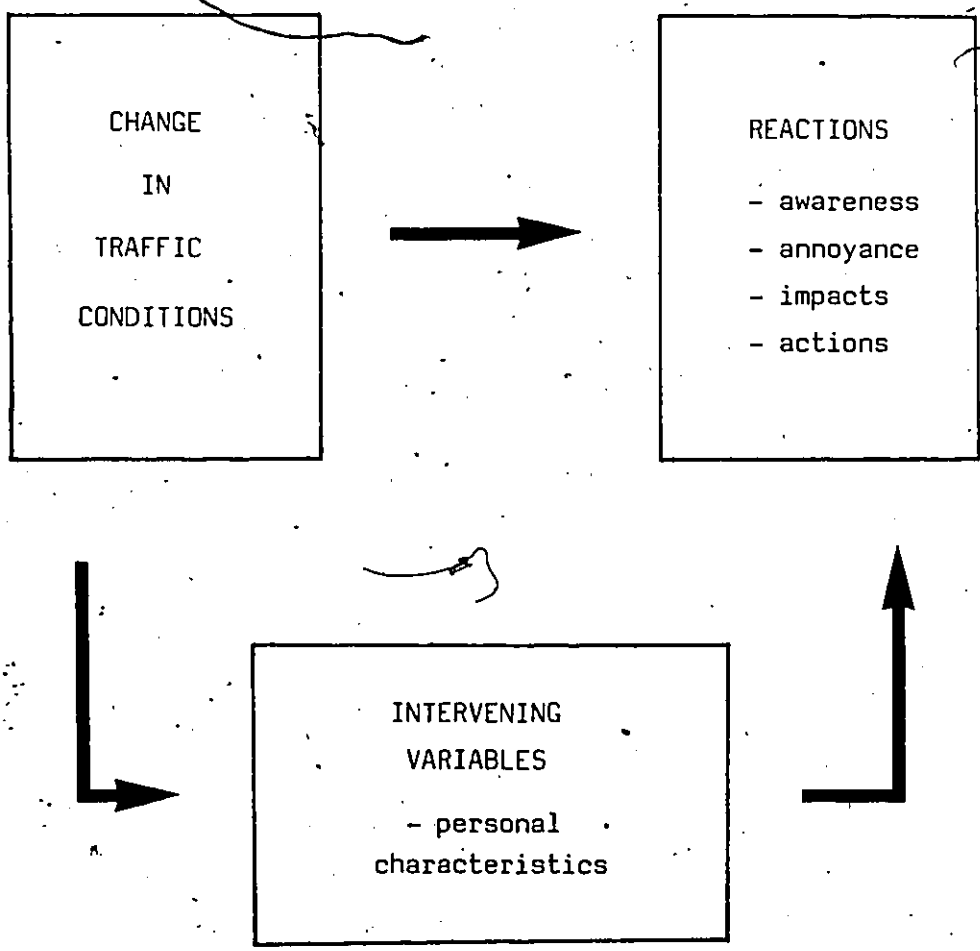 CHANGE
IN
TRAFFIC
CONDITIONS
REACTIONS
- awareness
- annoyance
- impacts
- actions
INTERVENING
VARIABLES
- personal
characteristics